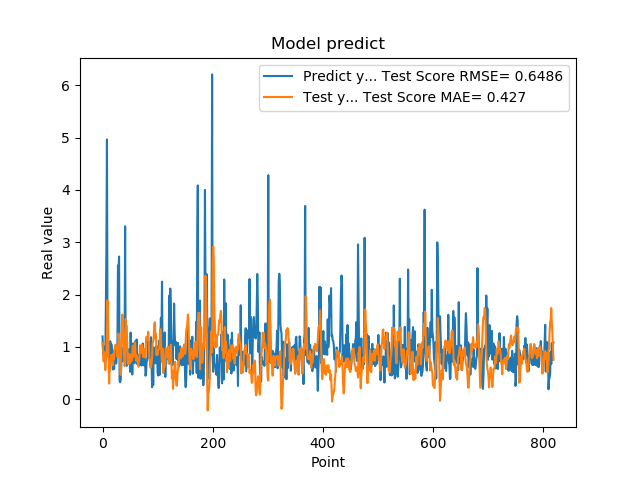 Model predict
Predict y... Test Score RMSE= 0.6486
Test y... Test Score MAE= 0.427
6
5
4
3
2
1
0
Real value
0 200 400 600 800
Point